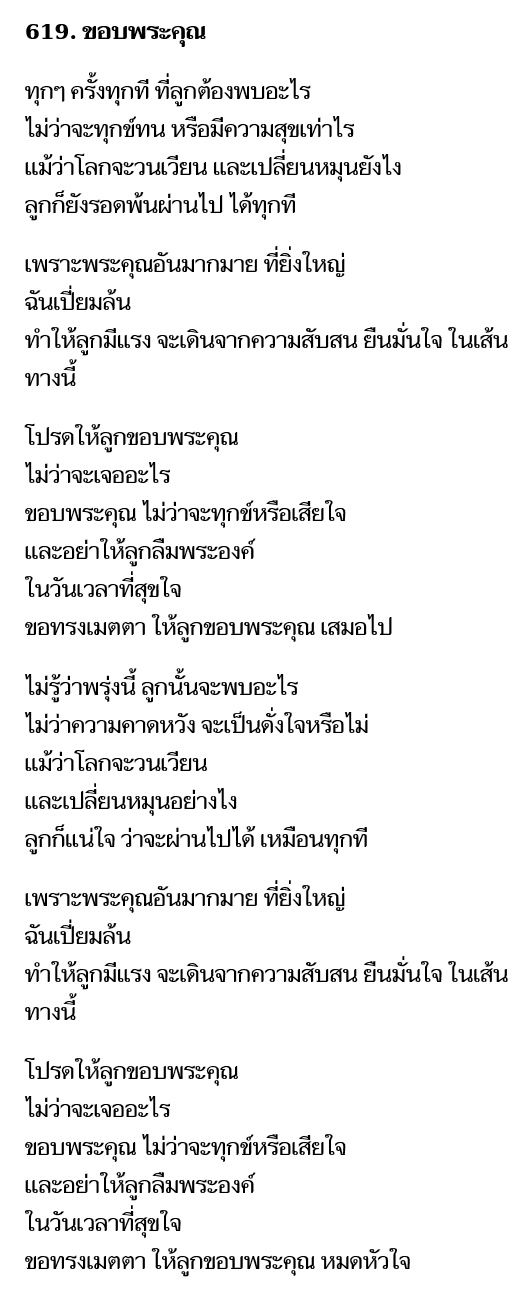 619. ขอบพระคุณ
ทุกๆ ครั้งทุกที ที่ลูกต้องพบอะไร
ไม่ว่าจะทุกข์ทน หรือมีความสุขเท่าไร
แม้ว่าโลกจะวนเวียน และเปลี่ยนหมุนยังไง
ลูกก็ยังรอดพ้นผ่านไป ได้ทุกที
เพราะพระคุณอันมากมาย ที่ยิ่งใหญ่
ฉันเปี่ยมล้น
ทำให้ลูกมีแรง จะเดินจากความสับสน ยืนมั่นใจ ในเส้น
ทางนี้
โปรดให้ลูกขอบพระคุณ
ไม่ว่าจะเจออะไร
ขอบพระคุณ ไม่ว่าจะทุกข์หรือเสียใจ
และอย่าให้ลูกลืมพระองค์
ในวันเวลาที่สุขใจ
ขอทรงเมตตา ให้ลูกขอบพระคุณ เสมอไป
ไม่รู้ว่าพรุ่งนี้ ลูกนั้นจะพบอะไร
ไม่ว่าความคาดหวัง จะเป็นดั่งใจหรือไม่
แม้ว่าโลกจะวนเวียน
และเปลี่ยนหมุนอย่างไง
ลูกก็แน่ใจ ว่าจะผ่านไปได้ เหมือนทุกที
เพราะพระคุณอันมากมาย ที่ยิ่งใหญ่
ฉันเปี่ยมล้น
ทำให้ลูกมีแรง จะเดินจากความสับสน ยืนมั่นใจ ในเส้น
ทางนี้
โปรดให้ลูกขอบพระคุณ
ไม่ว่าจะเจออะไร
ขอบพระคุณ ไม่ว่าจะทุกข์หรือเสียใจ
และอย่าให้ลูกลืมพระองค์
ในวันเวลาที่สุขใจ
ขอทรงเมตตา ให้ลูกขอบพระคุณ หมดหัวใจ